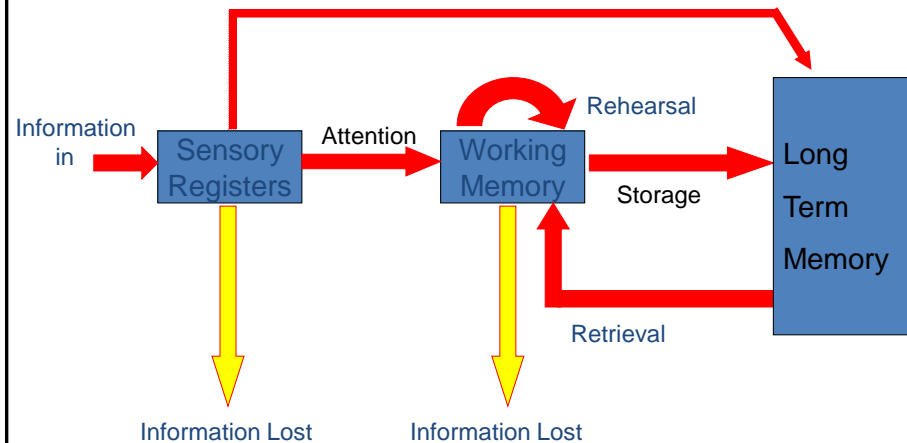 Information
in
Sensory
Registers
Attention
Working
Memory
Rehearsal
Storage
Long
Term
Memory
Retrieval
Information Lost
Information Lost